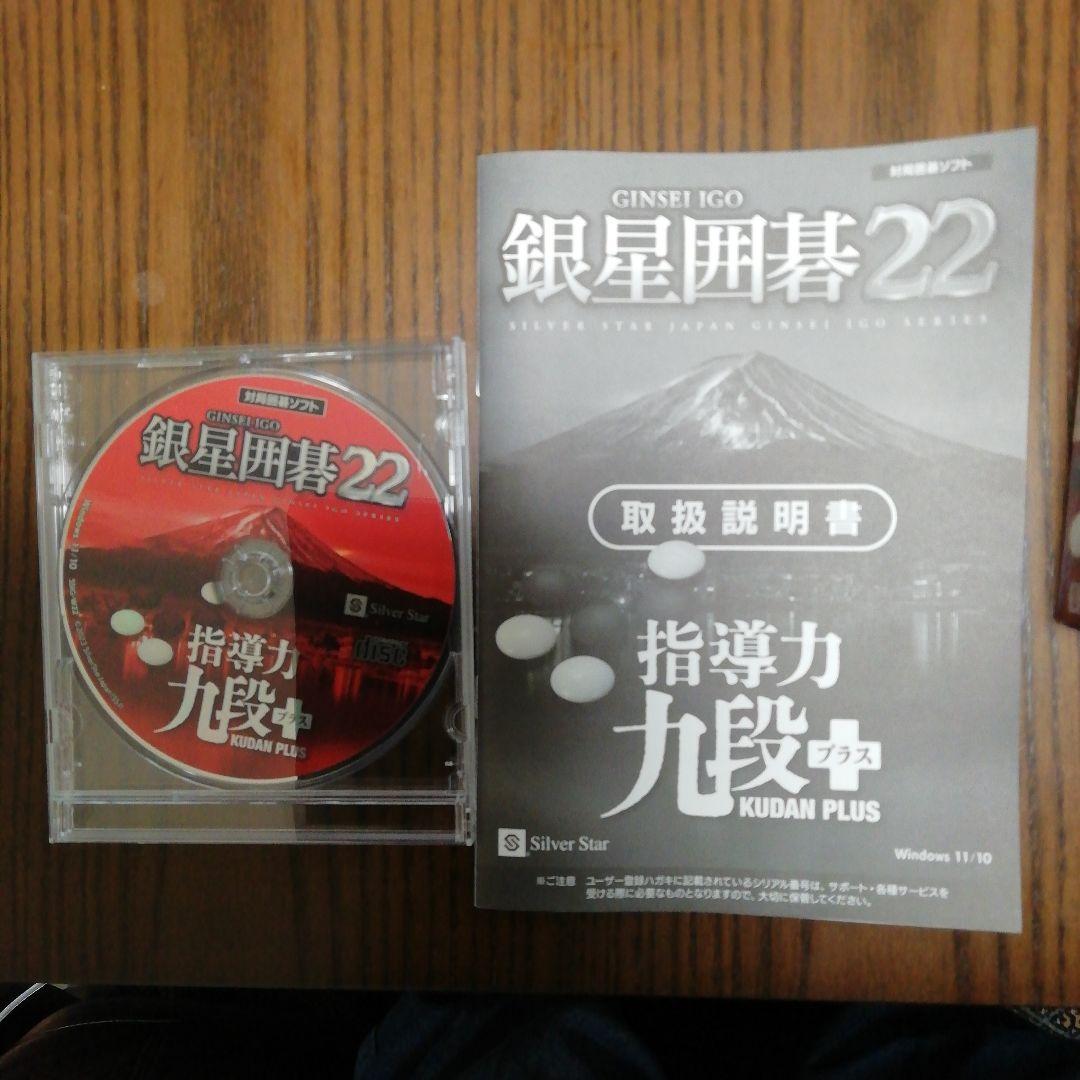 対局囲碁ソフト
GINSEI IGO
銀星囲碁22
Silver Star
disc
指導力
九段+
プラス
KUDAN PLUS
Windows 11/10
対局囲碁ソフト
GINSEI IGO
銀星囲碁22
SILVER STAR JAPAN GINSEI IGO SERIES
取扱説明書
指導力
九段+
プラス
KUDAN PLUS
Silver Star
Windows 11/10
※ご注意 ユーザー登録ハガキに記載されているシリアル番号は、サポート・各種サービスを
受ける際に必要なものとなりますので、大切に保管してください。